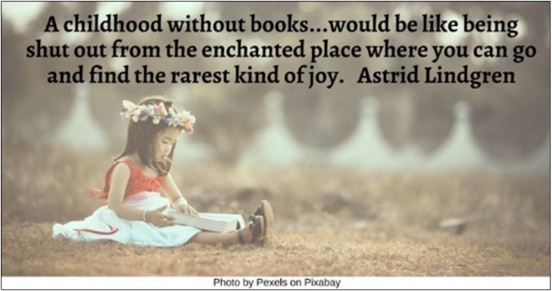 A childhood without books...would be like being
shut out from the enchanted place where you can go
and find the rarest kind of joy.   Astrid Lindgren
Photo by Pexels on Pixabay